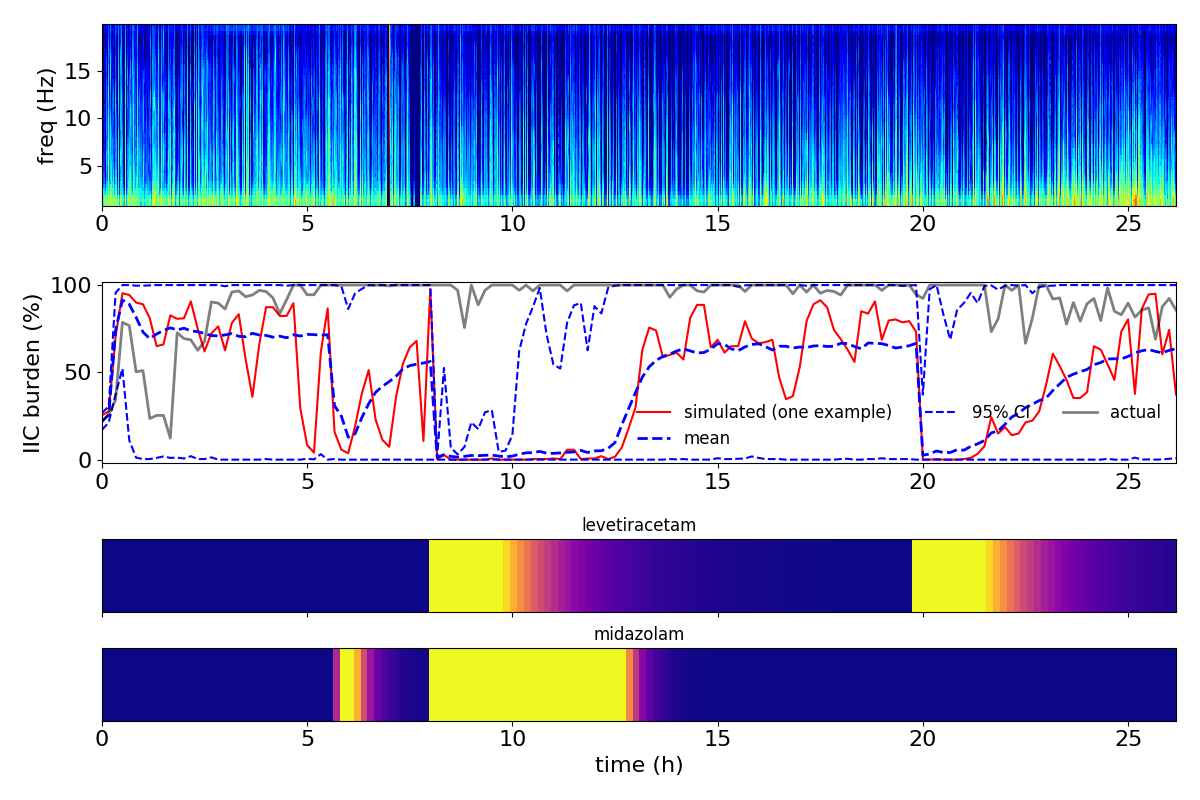 freq (Hz)
15
10
5
0 5 10 15 20 25
IIC burden (%)
100
50
0
simulated (one example) 95% CI actual
mean
0 5 10 15 20 25
levetiracetam
midazolam
0 5 10 15 20 25
time (h)